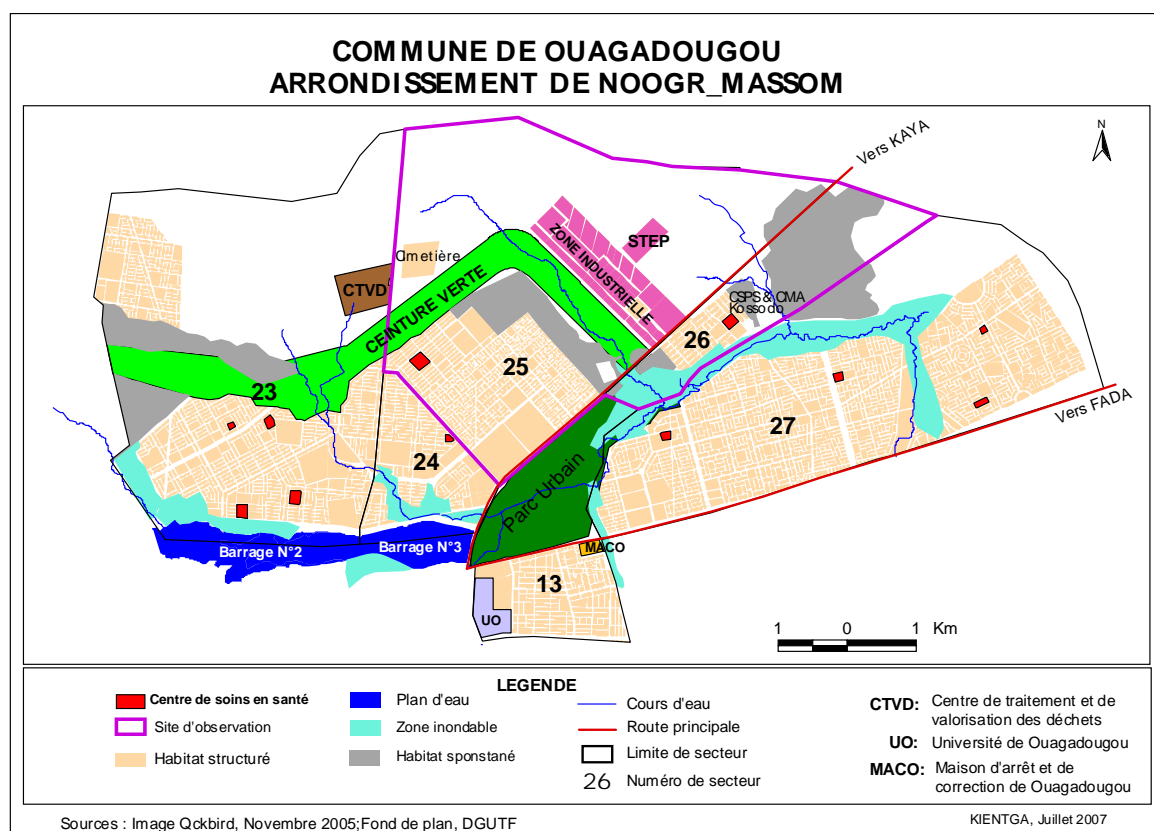 COMMUNE DE OUAGADOUGOU
ARRONDISSEMENT DE NOOGR_MASSOM
N
Vers KAYA
ZONE INDUSTRIELLE
STEP
Cimetière
CTVD
CEINTURE VERTE
CSPS & CMA
Kossodo
26
25
23
Vers FADA
27
24
Parc Urbain
Barrage N°2
Barrage N°3
MACO
13
UO
1 0 1 Km
LEGENDE
Centre de soins en santé
Site d'observation
Habitat structuré
Plan d'eau
Zone inondable
Habitat sponstané
Cours d'eau
Route principale
Limite de secteur
26 Numéro de secteur
CTVD: Centre de traitement et de
valorisation des déchets
UO: Université de Ouagadougou
MACO: Maison d'arrêt et de
correction de Ouagadougou
Sources : Image Qckbird, Novembre 2005;Fond de plan, DGUTF
KIENTGA, Juillet 2007